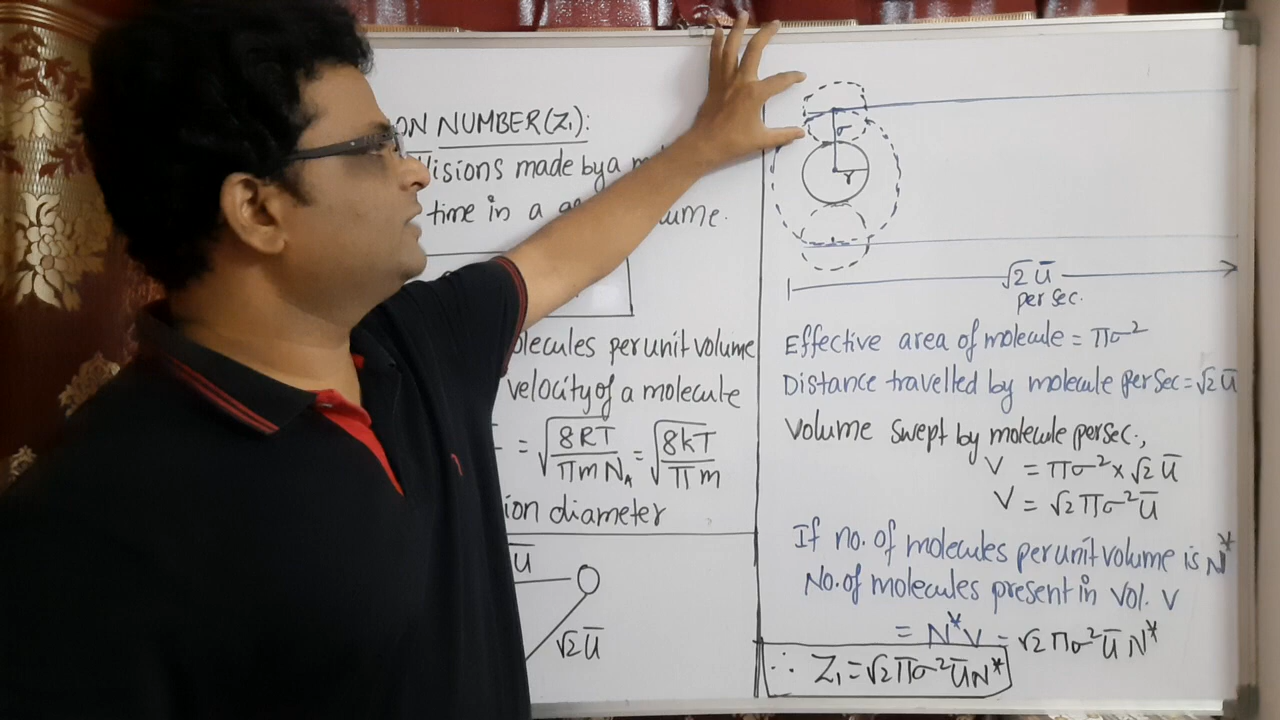 ON NUMBER(Z₁):
llisions made by a
time in a
olecules per unit volume
velocity of a molecule
= √(8RT/πmN_A) = √(8kT/πm)
ion diameter
U̅
√2 U̅
σ
r
√2 U̅
per sec.
Effective area of molecule = πσ²
Distance travelled by molecule per sec = √2 U̅
Volume swept by molecule per sec.,
V = πσ² × √2 U̅
V = √2 πσ² U̅
If no. of molecules per unit volume is N*
No. of molecules present in Vol. V
= N*V = √2 πσ² U̅ N*
∴ Z₁ = √2 πσ² U̅ N*